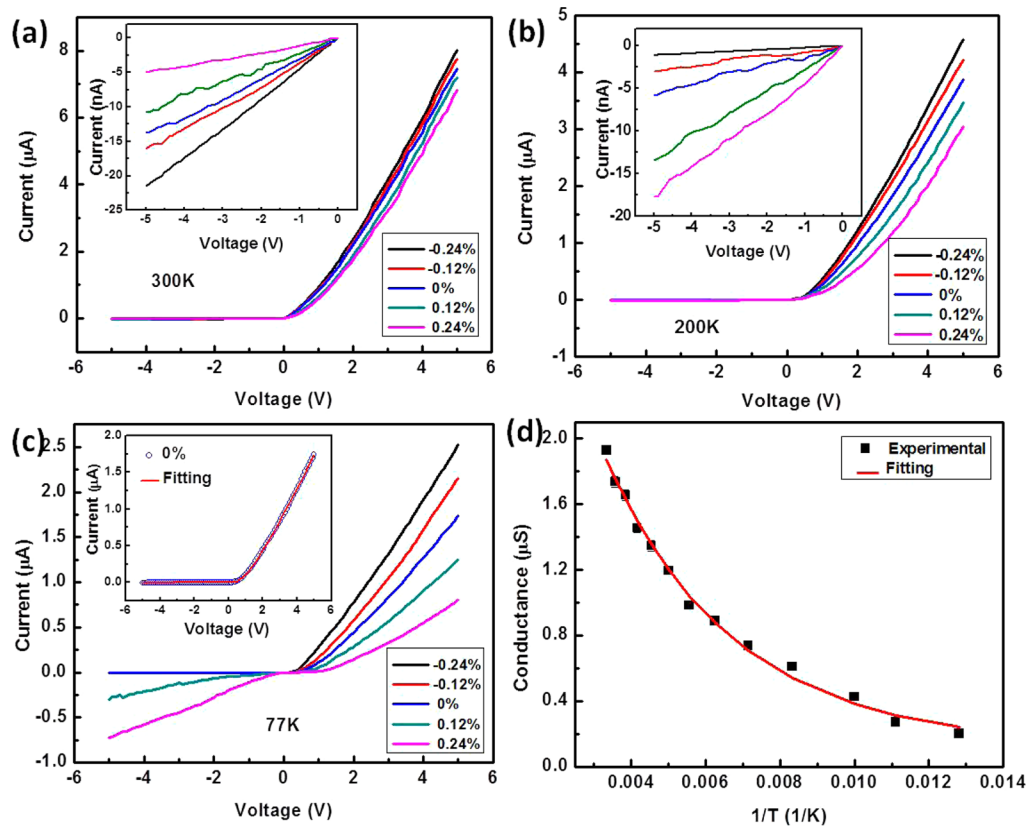 (a)
Current (μA)
8
6
4
2
0
-6 -4 -2 0 2 4 6
Voltage (V)
Current (nA)
0
-5
-10
-15
-20
-25
-5 -4 -3 -2 -1 0
Voltage (V)
300K
-0.24%
-0.12%
0%
0.12%
0.24%
(b)
Current (μA)
5
4
3
2
1
0
-1
-6 -4 -2 0 2 4 6
Voltage (V)
Current (nA)
0
-5
-10
-15
-20
-5 -4 -3 -2 -1 0
Voltage (V)
200K
-0.24%
-0.12%
0%
0.12%
0.24%
(c)
Current (μA)
2.5
2.0
1.5
1.0
0.5
0.0
-0.5
-1.0
-6 -4 -2 0 2 4 6
Voltage (V)
Current (μA)
2.0
1.5
1.0
0.5
0.0
-6 -4 -2 0 2 4 6
Voltage (V)
0%
Fitting
77K
-0.24%
-0.12%
0%
0.12%
0.24%
(d)
Conductance (μS)
2.0
1.6
1.2
0.8
0.4
0.0
0.004 0.006 0.008 0.010 0.012 0.014
1/T (1/K)
Experimental
Fitting